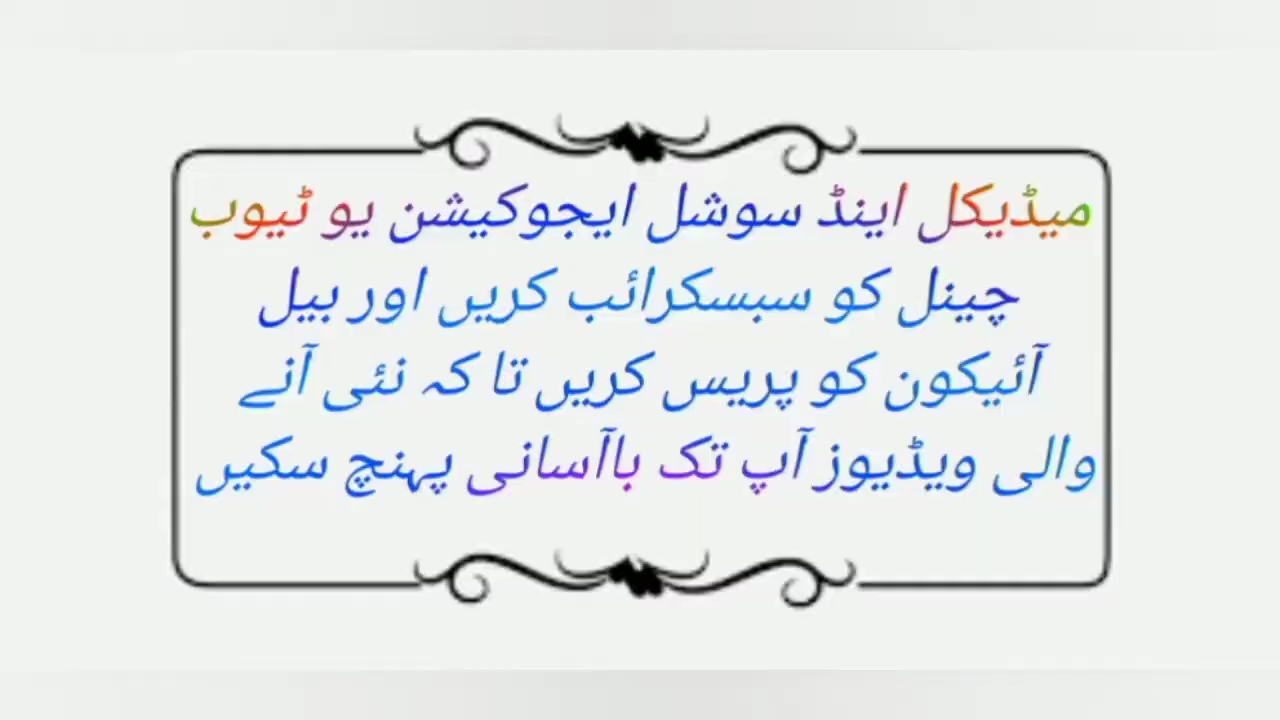 میڈیکل اینڈ سوشل ایجوکیشن یو ٹیوب
چینل کو سبسکرائب کریں اور بیل
آئیکون کو پریس کریں تا کہ نئی آنے
والی ویڈیوز آپ تک باآسانی پہنچ سکیں